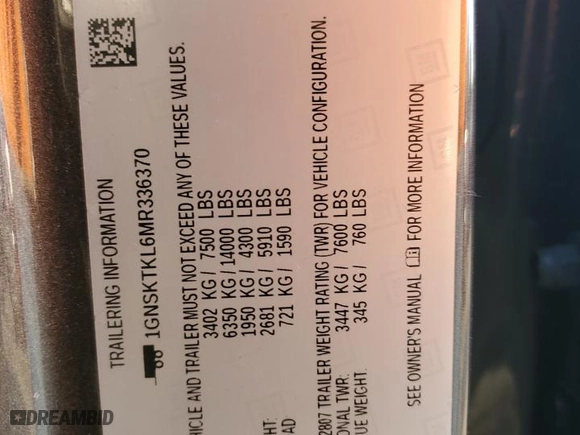 TRAILERING INFORMATION
1GNSKTKL6MR336370
HICLE AND TRAILER MUST NOT EXCEED ANY OF THESE VALUES.
3402 KG / 7500 LBS
6350 KG / 14000 LBS
1950 KG / 4300 LBS
HT: 2681 KG / 5910 LBS
AD 721 KG / 1590 LBS
2807 TRAILER WEIGHT RATING (TWR) FOR VEHICLE CONFIGURATION.
ONAL TWR: 3447 KG / 7600 LBS
UE WEIGHT: 345 KG / 760 LBS
SEE OWNER'S MANUAL FOR MORE INFORMATION
DREAMBID